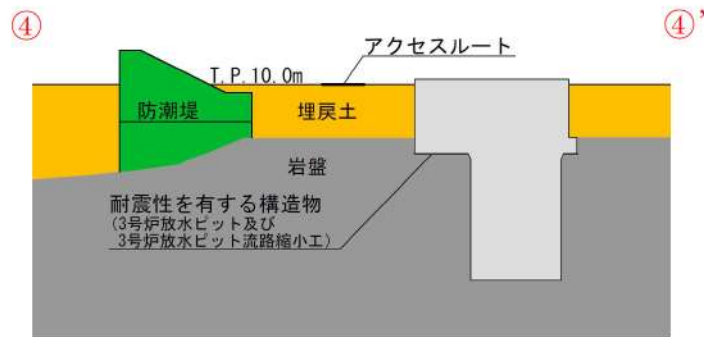 ④
④’
アクセスルート
T.P.10.0m
防潮堤
埋戻土
岩盤
耐震性を有する構造物
(3号炉放水ピット及び
3号炉放水ピット流路縮小工)